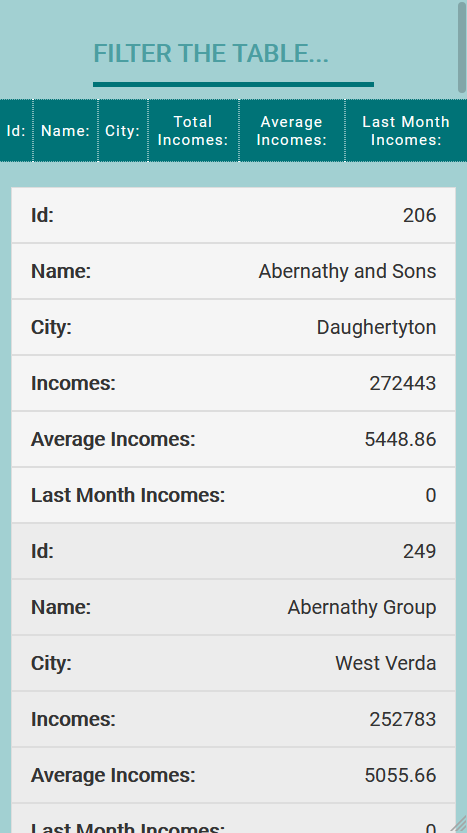 FILTER THE TABLE...
Id: Name: City: Total Incomes: Average Incomes: Last Month Incomes:
Id: 206
Name: Abernathy and Sons
City: Daughertyton
Incomes: 272443
Average Incomes: 5448.86
Last Month Incomes: 0
Id: 249
Name: Abernathy Group
City: West Verda
Incomes: 252783
Average Incomes: 5055.66
Last Month Incomes: 0